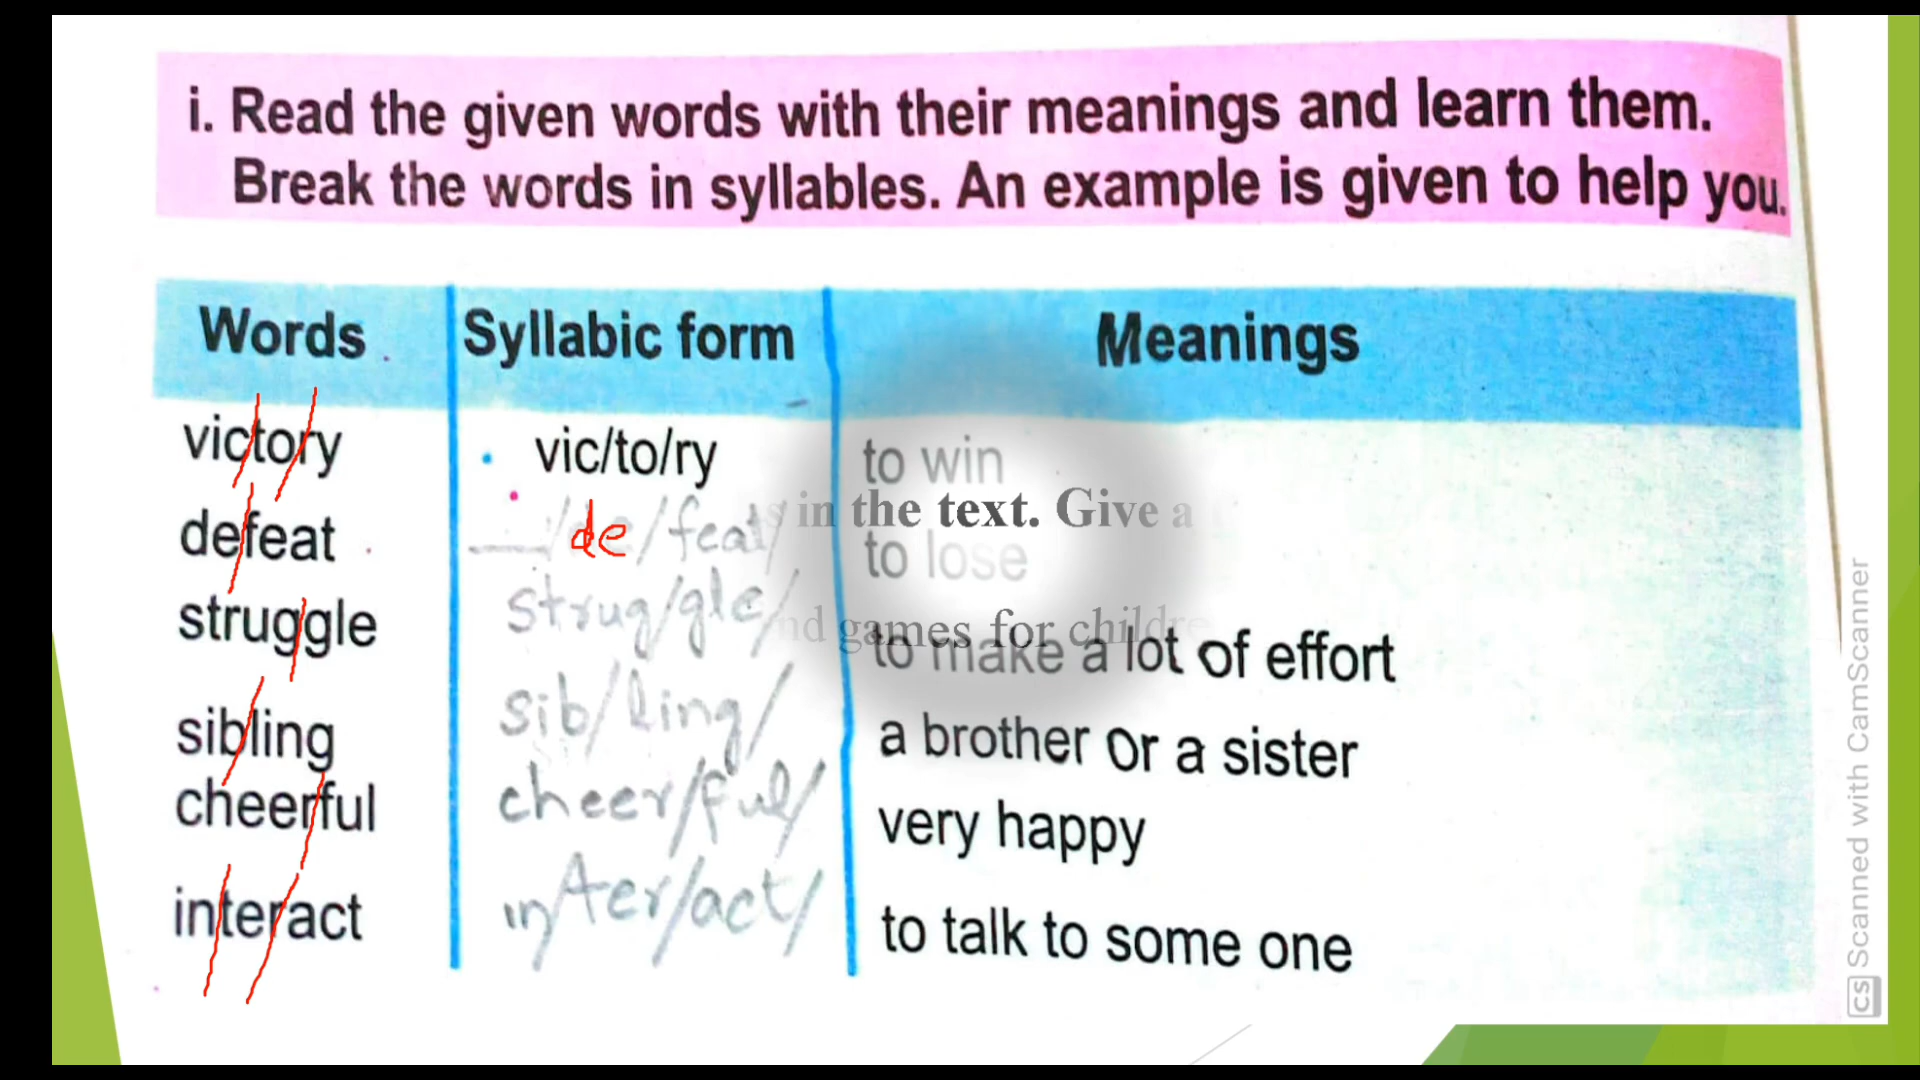 i. Read the given words with their meanings and learn them.
Break the words in syllables. An example is given to help you.
Words Syllabic form Meanings
victory vic/to/ry to win
in the text. Give a
defeat de/feat/ to lose
struggle strug/gle/ to make a lot of effort
games for
sibling sib/ling/ a brother or a sister
cheerful cheer/ful/ very happy
interact in/ter/act/ to talk to some one
CS Scanned with CamScanner